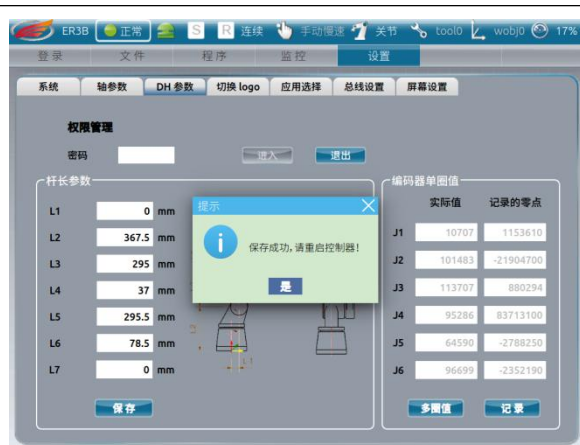 ER3B 正常 S R 连续 手动慢速 关节 tool0 wobj0 17%
登录 文件 程序 监控 设置
系统 轴参数 DH 参数 切换 logo 应用选择 总线设置 屏幕设置
权限管理
密码 进入 退出
杆长参数
L1 0 mm
L2 367.5 mm
L3 295 mm
L4 37 mm
L5 295.5 mm
L6 78.5 mm
L7 0 mm
保存
提示
保存成功,请重启控制器!
是
L1
编码器单圈值
实际值 记录的零点
J1 10707 1153610
J2 101483 -21904700
J3 113707 880294
J4 95286 83713100
J5 64590 -2788250
J6 96699 -2352190
多圈值 记录